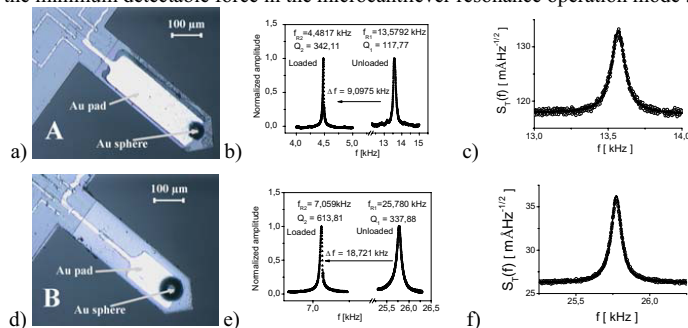 the minimum detectable force in the microcantilever resonance operation mode
100 µm
Au pad
A
Au sphere
a)
Normalized amplitude
1,0
0,5
0,0
f_R2=4,4817 kHz
Q_2 = 342,11
Loaded
f_R1=13,5792 kHz
Q_1 = 117,77
Unloaded
Δ f = 9,0975 kHz
4,0 4,5 5,0 13 14 15
f [kHz]
b)
S_T(f) [ mÅHz^-1/2 ]
130
120
13,0 13,5 14,0
f [ kHz]
c)
100 µm
Au pad
B
Au sphere
d)
Normalized amplitude
1,5
1,0
0,5
0,0
f_R2=7,059kHz
Q_2 = 613,81
Loaded
f_R1=25,780 kHz
Q_1 = 337,88
Unloaded
Δ f = 18,721 kHz
7,0 25,5 26,0 26,5
f [kHz]
e)
S_T(f) [ mÅHz^-1/2 ]
35
30
25
25,5 26,0
f [ kHz]
f)